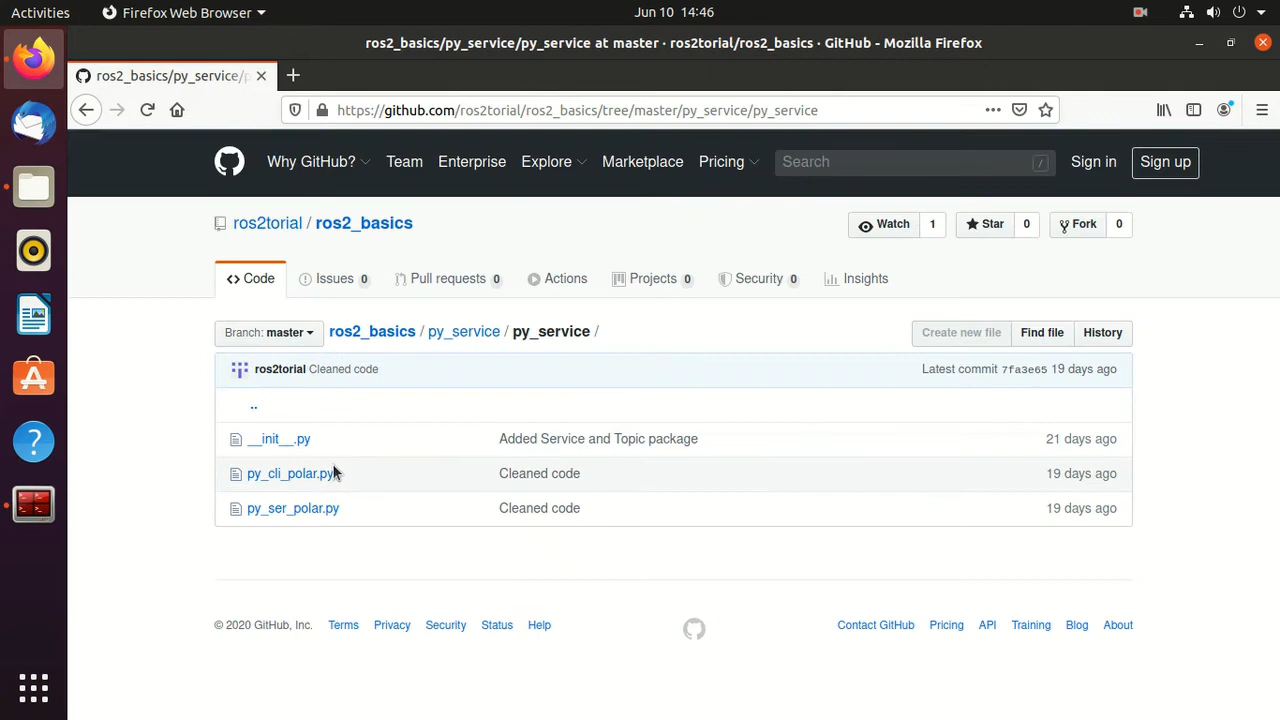 Activities Firefox Web Browser Jun 10 14:46
ros2_basics/py_service/py_service at master · ros2torial/ros2_basics · GitHub - Mozilla Firefox
ros2_basics/py_service/p
https://github.com/ros2torial/ros2_basics/tree/master/py_service/py_service
Why GitHub? Team Enterprise Explore Marketplace Pricing Search / Sign in Sign up
ros2torial / ros2_basics Watch 1 Star 0 Fork 0
Code Issues 0 Pull requests 0 Actions Projects 0 Security 0 Insights
Branch: master ros2_basics / py_service / py_service / Create new file Find file History
ros2torial Cleaned code Latest commit 7fa3e65 19 days ago
..
__init__.py Added Service and Topic package 21 days ago
py_cli_polar.py Cleaned code 19 days ago
py_ser_polar.py Cleaned code 19 days ago
© 2020 GitHub, Inc. Terms Privacy Security Status Help Contact GitHub Pricing API Training Blog About